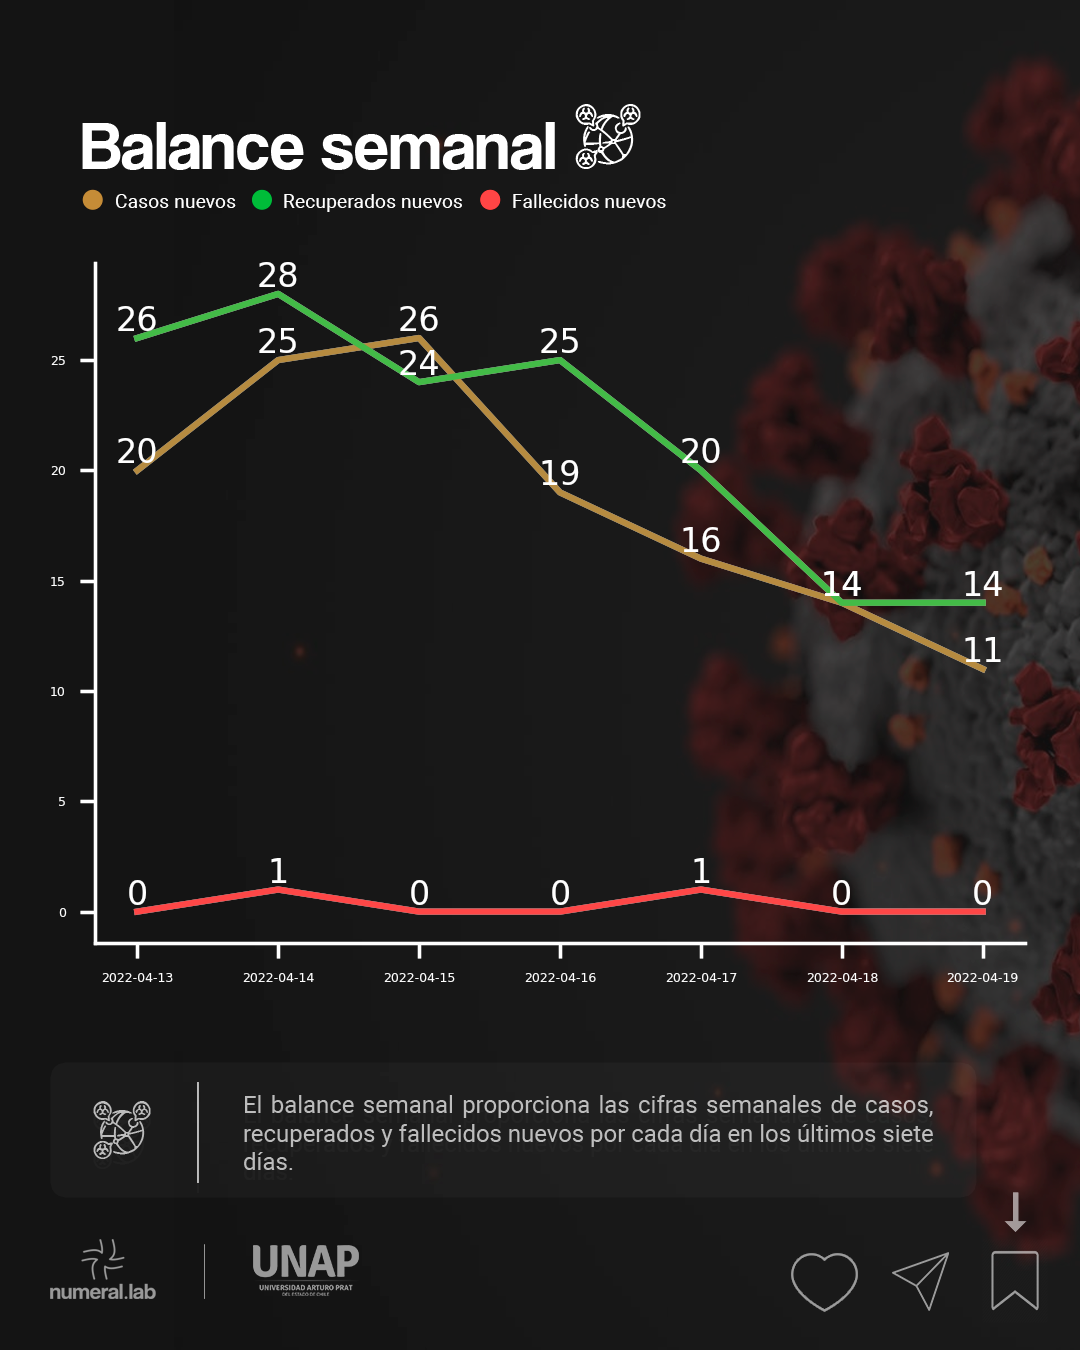 Balance semanal
Casos nuevos Recuperados nuevos Fallecidos nuevos
28
26 26
25 25
24
25
20 20
20
19
16
15
14 14
11
10
5
1 1
0 0 0 0 0
0
2022-04-13 2022-04-14 2022-04-15 2022-04-16 2022-04-17 2022-04-18 2022-04-19
El balance semanal proporciona las cifras semanales de casos,
recuperados y fallecidos nuevos por cada día en los últimos siete
días.
numeral.lab
UNAP
UNIVERSIDAD ARTURO PRAT
DEL ESTADO DE CHILE